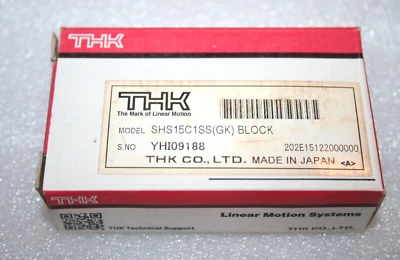 THK
THK
The Mark of Linear Motion
MODEL SHS15C1SS(GK) BLOCK
S.NO YHI09188 202E15122000000
THK CO., LTD. MADE IN JAPAN <A>
Linear Motion Systems
THK Technical Support
THK CO., LTD.